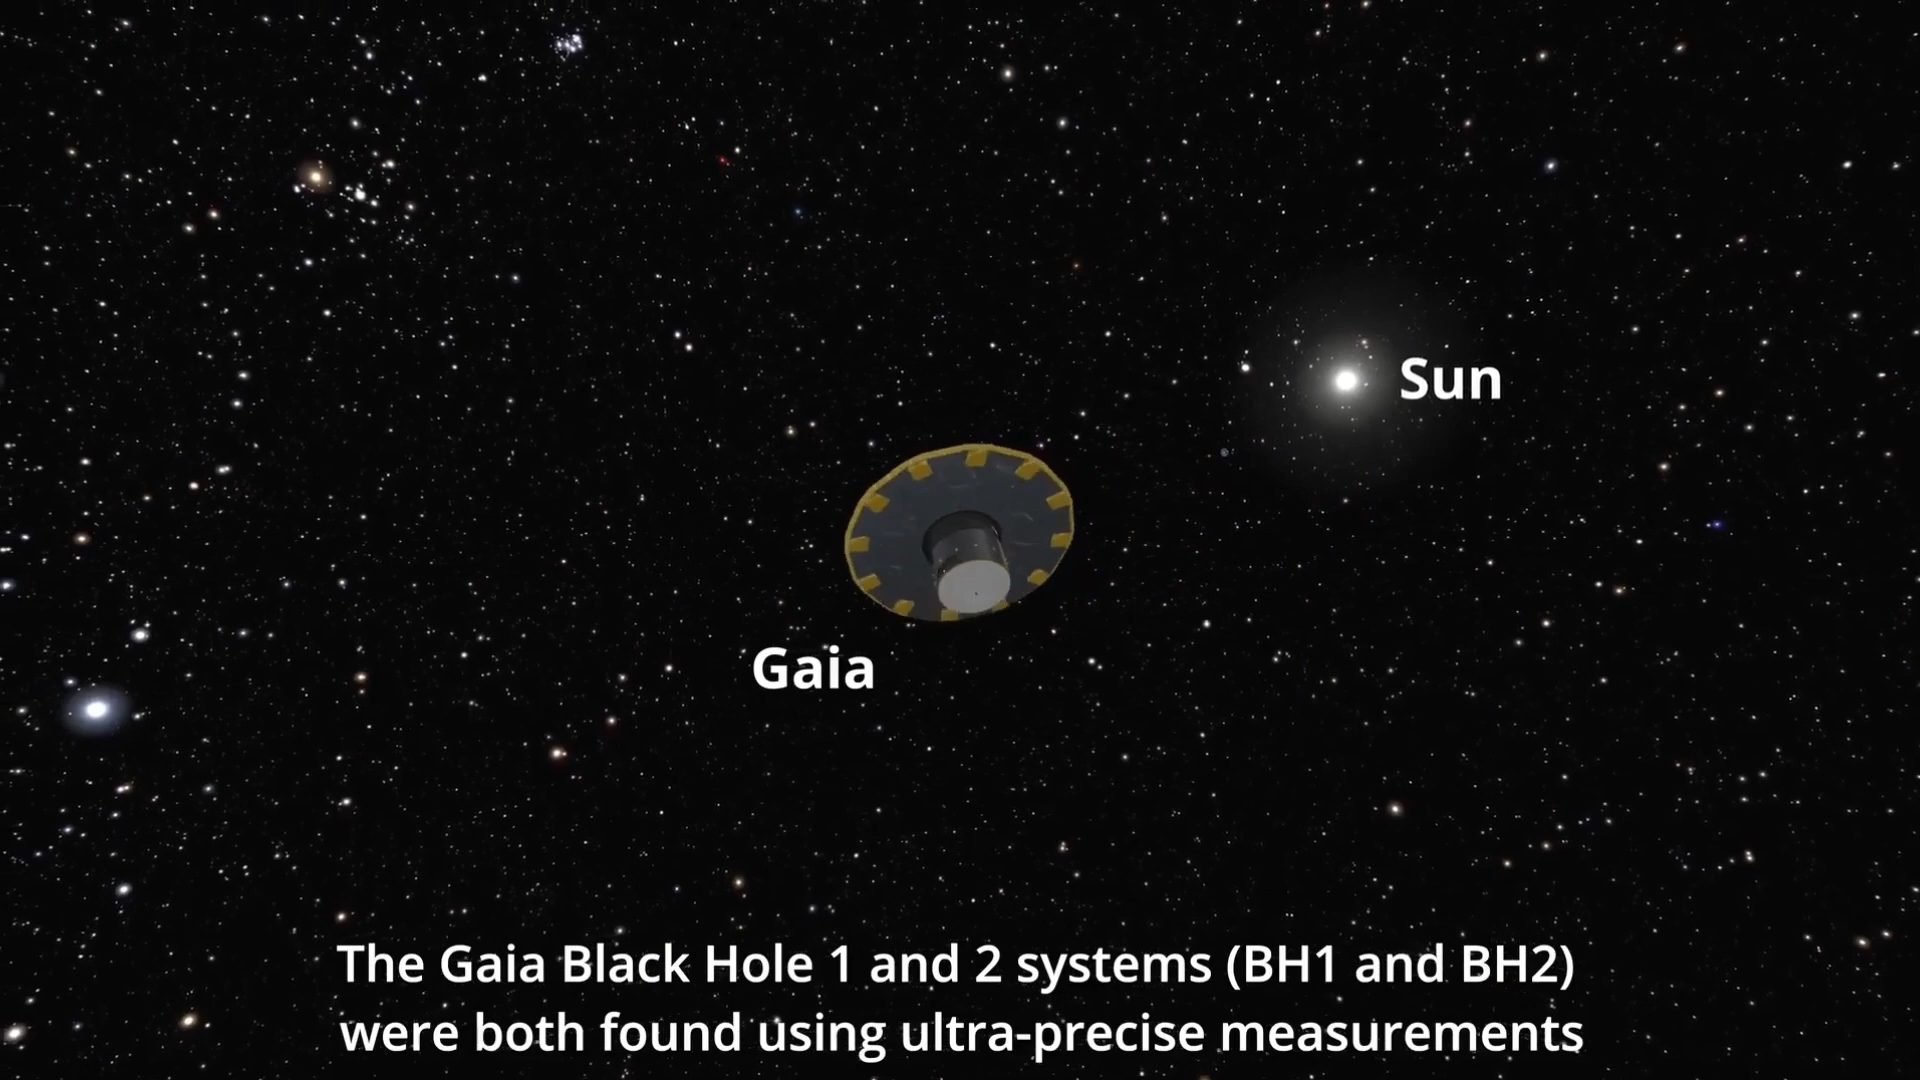 Sun
Gaia
The Gaia Black Hole 1 and 2 systems (BH1 and BH2)
were both found using ultra-precise measurements